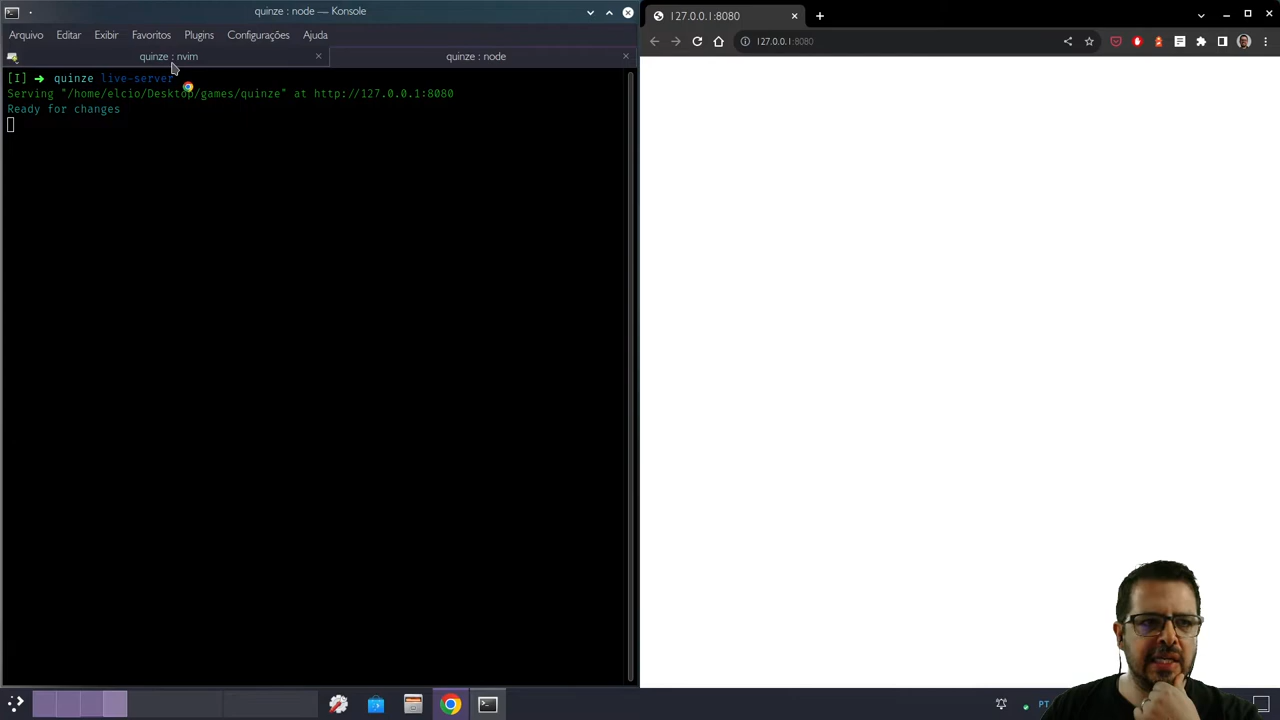 quinze : node — Konsole
127.0.0.1:8080
Arquivo Editar Exibir Favoritos Plugins Configurações Ajuda
127.0.0.1:8080
quinze : nvim
quinze : node
[I] ➜ quinze live-server
Serving "/home/elcio/Desktop/games/quinze" at http://127.0.0.1:8080
Ready for changes
PT